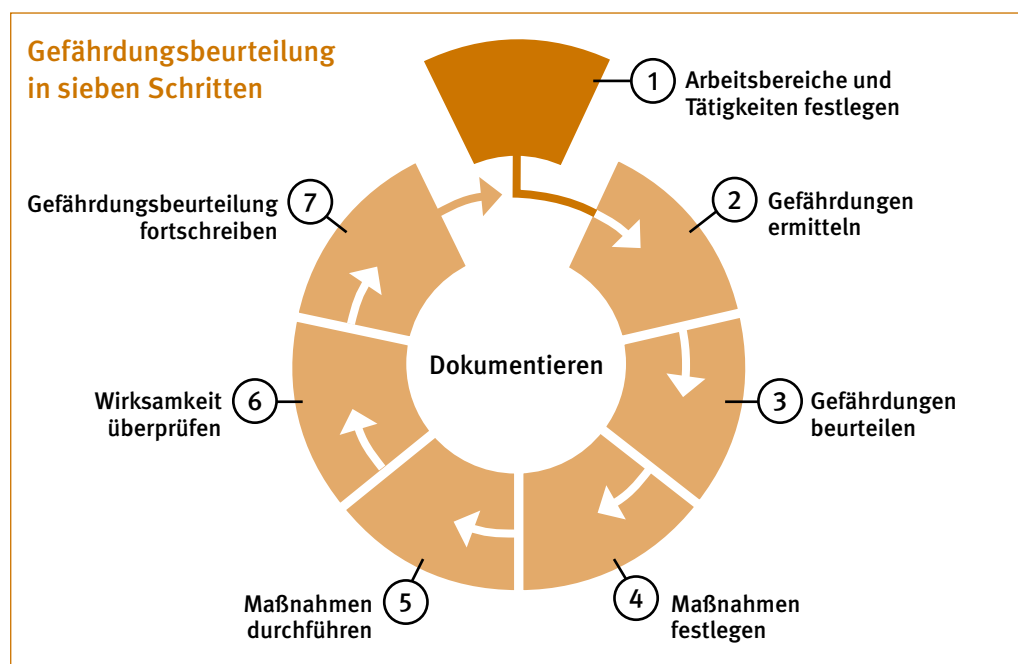 Gefährdungsbeurteilung
in sieben Schritten
1
Arbeitsbereiche und
Tätigkeiten festlegen
2
Gefährdungen
ermitteln
3
Gefährdungen
beurteilen
4
Maßnahmen
festlegen
5
Maßnahmen
durchführen
6
Wirksamkeit
überprüfen
7
Gefährdungsbeurteilung
fortschreiben
Dokumentieren